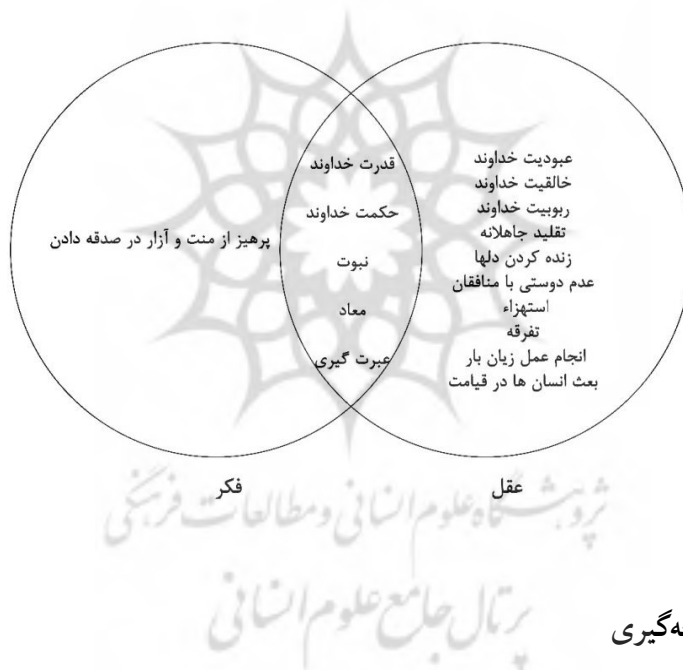 عبودیت خداوند
خالقیت خداوند
ربوبیت خداوند
تقلید جاهلانه
زنده کردن دلها
عدم دوستی با منافقان
استهزاء
تفرقه
انجام عمل زیان بار
بعث انسان ها در قیامت
قدرت خداوند
حکمت خداوند
نبوت
معاد
عبرت گیری
پرهیز از منت و آزار در صدقه دادن
عقل
فکر
پژوهشگاه علوم انسانی و مطالعات فرهنگی
پرتال جامع علوم انسانی
ه‌گیری